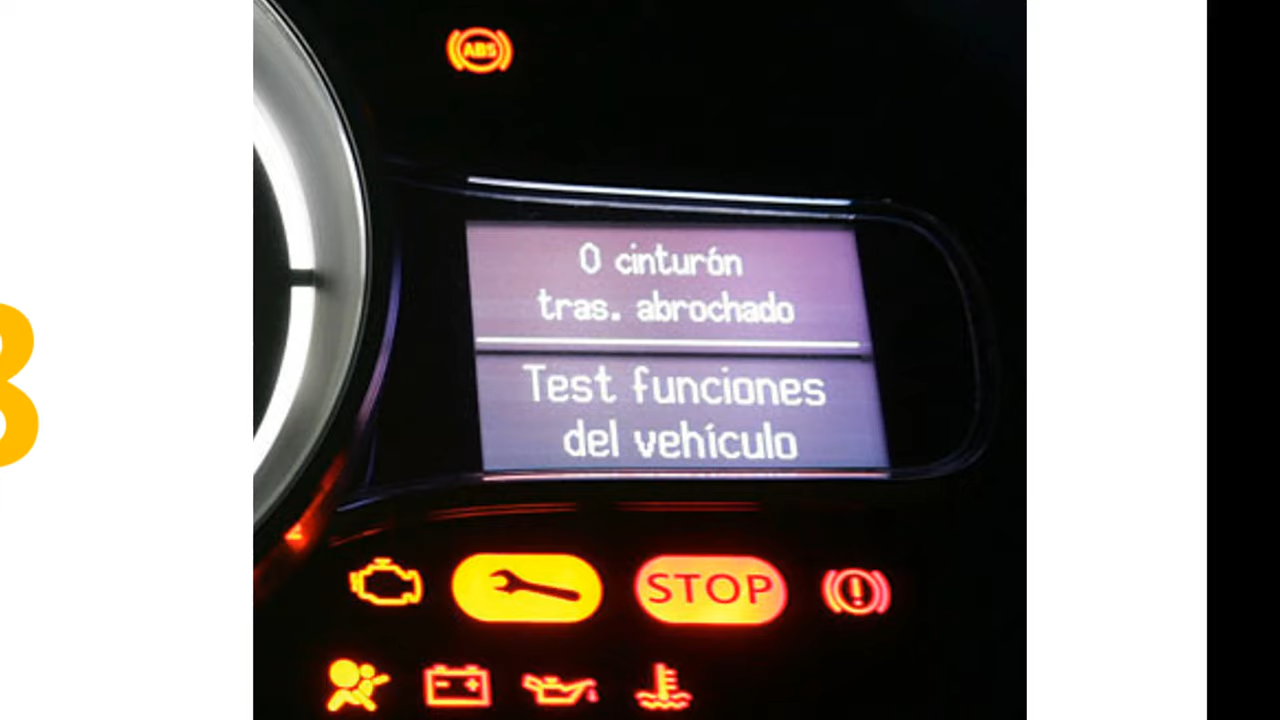 ABS
0 cinturón
tras. abrochado
Test funciones
del vehículo
STOP